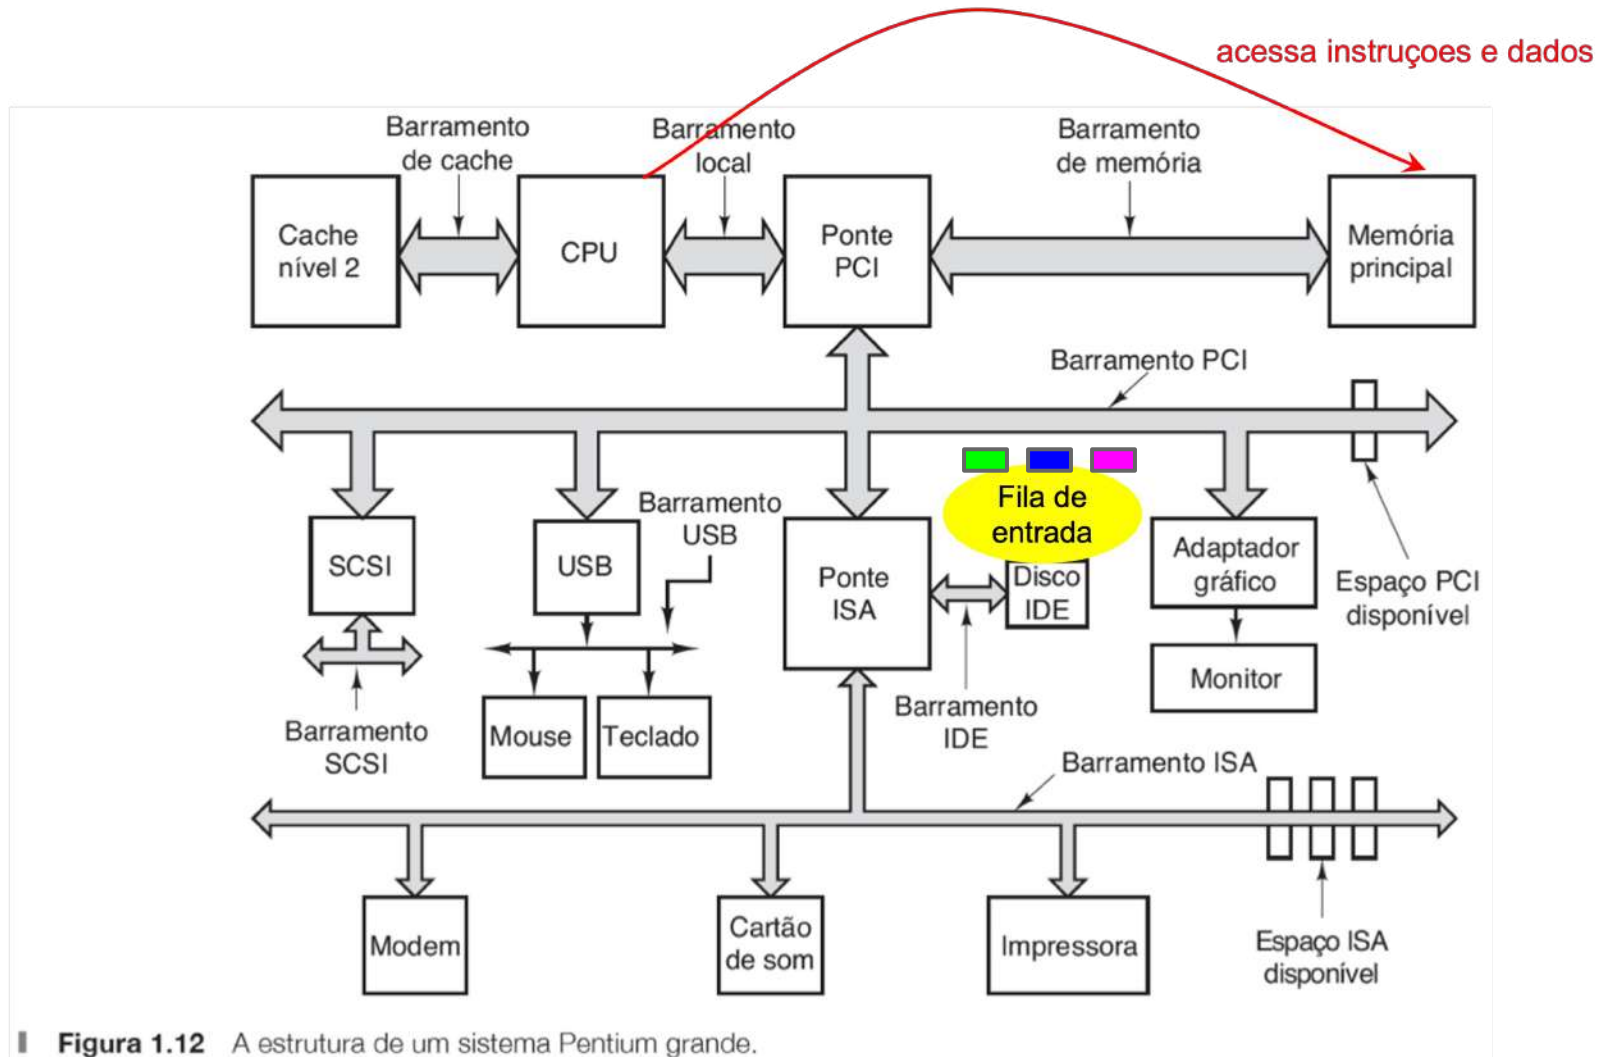 acessa instruçoes e dados
Barramento
de cache
Barramento
local
Barramento
de memória
Cache
nível 2
CPU
Ponte
PCI
Memória
principal
Barramento PCI
SCSI
USB
Barramento
USB
Ponte
ISA
Fila de
entrada
Disco
IDE
Adaptador
gráfico
Espaço PCI
disponível
Monitor
Barramento
SCSI
Mouse
Teclado
Barramento
IDE
Barramento ISA
Modem
Cartão
de som
Impressora
Espaço ISA
disponível
Figura 1.12 A estrutura de um sistema Pentium grande.